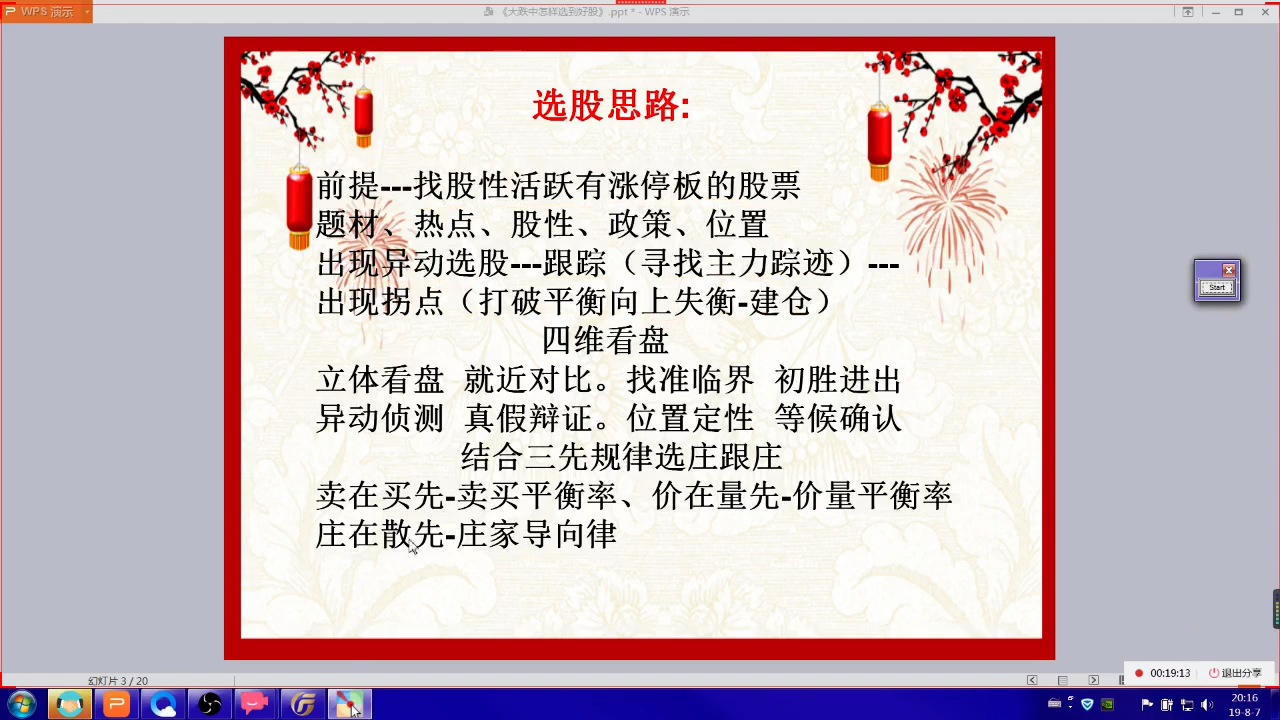 WPS 演示
《大跌中怎样选到好股》.ppt * - WPS 演示
选股思路:
前提---找股性活跃有涨停板的股票
题材、热点、股性、政策、位置
出现异动选股---跟踪（寻找主力踪迹）---
出现拐点（打破平衡向上失衡-建仓）
四维看盘
立体看盘 就近对比。找准临界 初胜进出
异动侦测 真假辩证。位置定性 等候确认
结合三先规律选庄跟庄
卖在买先-卖买平衡率、价在量先-价量平衡率
庄在散先-庄家导向律
Start
幻灯片 3 / 20
00:19:13 退出分享
20:16
19-8-7